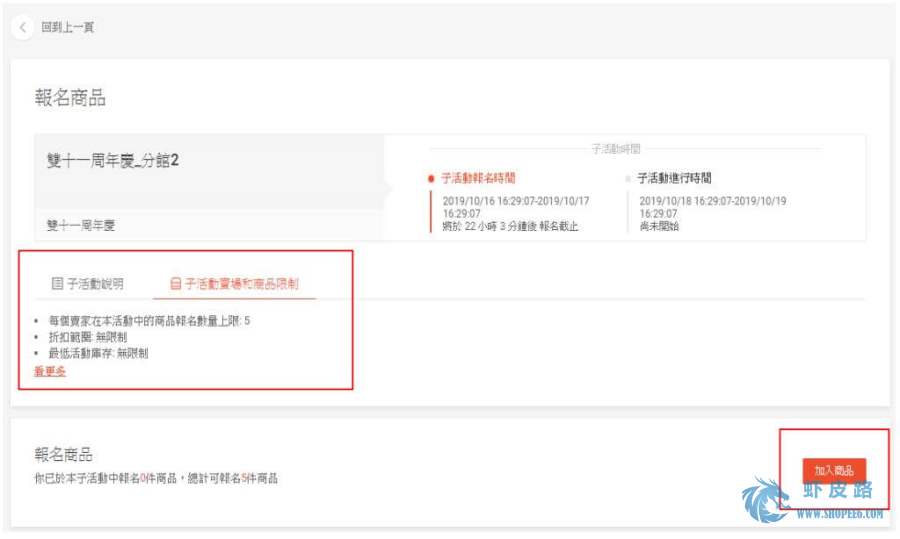 回到上一頁
報名商品
雙十一周年慶_分館2
雙十一周年慶
子活動時間
子活動報名時間
2019/10/16 16:29:07-2019/10/17
16:29:07
將於 22 小時 3 分鐘後 報名截止
子活動進行時間
2019/10/18 16:29:07-2019/10/19
16:29:07
尚未開始
子活動說明
子活動賣場和商品限制
每個賣家在本活動中的商品報名數量上限: 5
折扣範圍: 無限制
最低活動庫存: 無限制
看更多
報名商品
你已於本子活動中報名0件商品，總計可報名5件商品
加入商品
虾皮路
WWW.SHOPEE6.COM